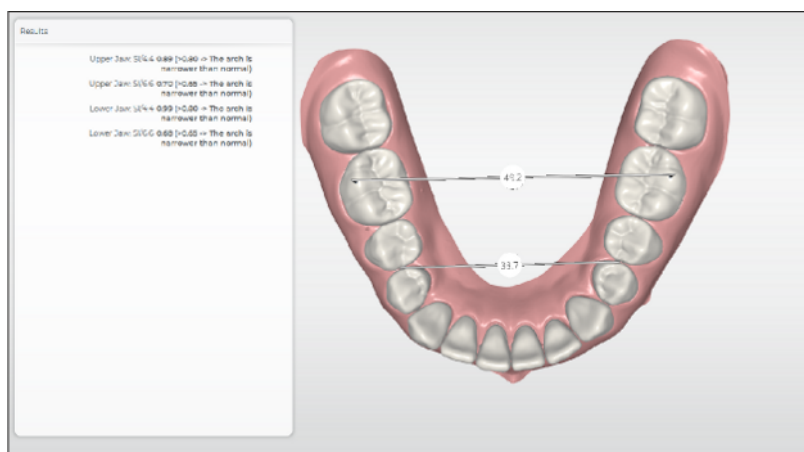 Results
Upper Jaw: SI/4-4 0.89 (>0.80 -> The arch is
narrower than normal)
Upper Jaw: SI/6-6 0.70 (>0.65 -> The arch is
narrower than normal)
Lower Jaw: SI/4-4 0.99 (>0.80 -> The arch is
narrower than normal)
Lower Jaw: SI/6-6 0.68 (>0.65 -> The arch is
narrower than normal)
49.2
33.7